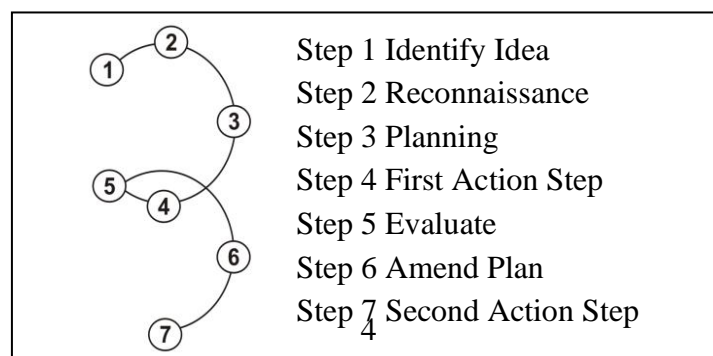 1
2
3
4
5
6
7
Step 1 Identify Idea
Step 2 Reconnaissance
Step 3 Planning
Step 4 First Action Step
Step 5 Evaluate
Step 6 Amend Plan
Step 7 Second Action Step
4